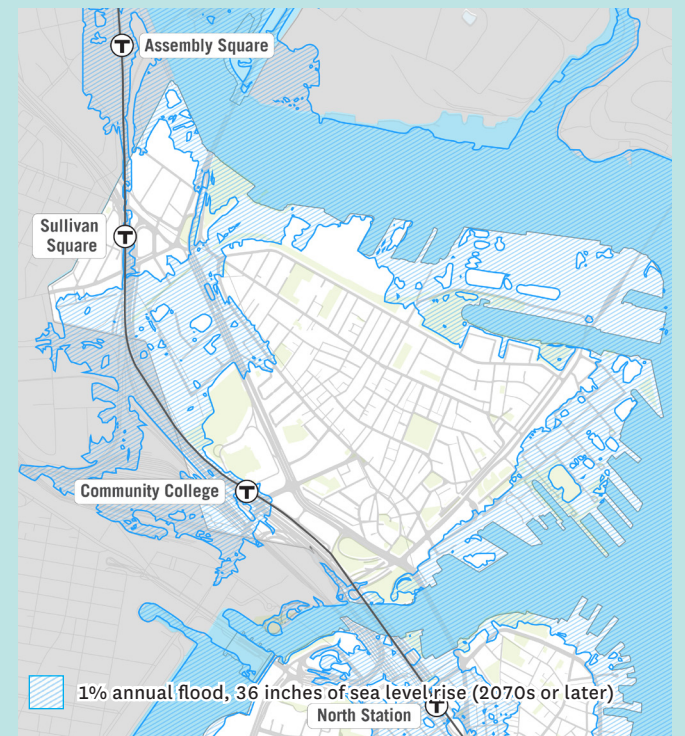 T Assembly Square
Sullivan
Square T
Community College T
1% annual flood, 36 inches of sea level rise (2070s or later)
North Station T